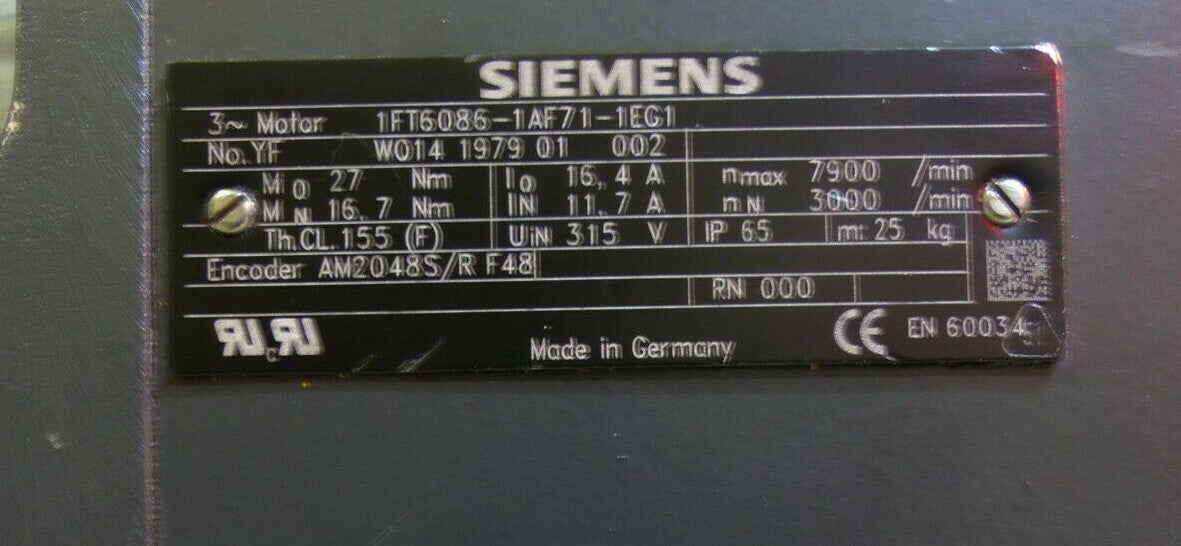 SIEMENS
3~ Motor 1FT6086-1AF71-1EG1
No. YF W014 1979 01 002
M0 27 Nm I0 16,4 A nmax 7900 /min
MN 16,7 Nm IN 11,7 A nN 3000 /min
Th.CL. 155 (F) UiN 315 V IP 65 m: 25 kg
Encoder AM2048S/R F48
RN 000
c
Made in Germany
CE EN 60034